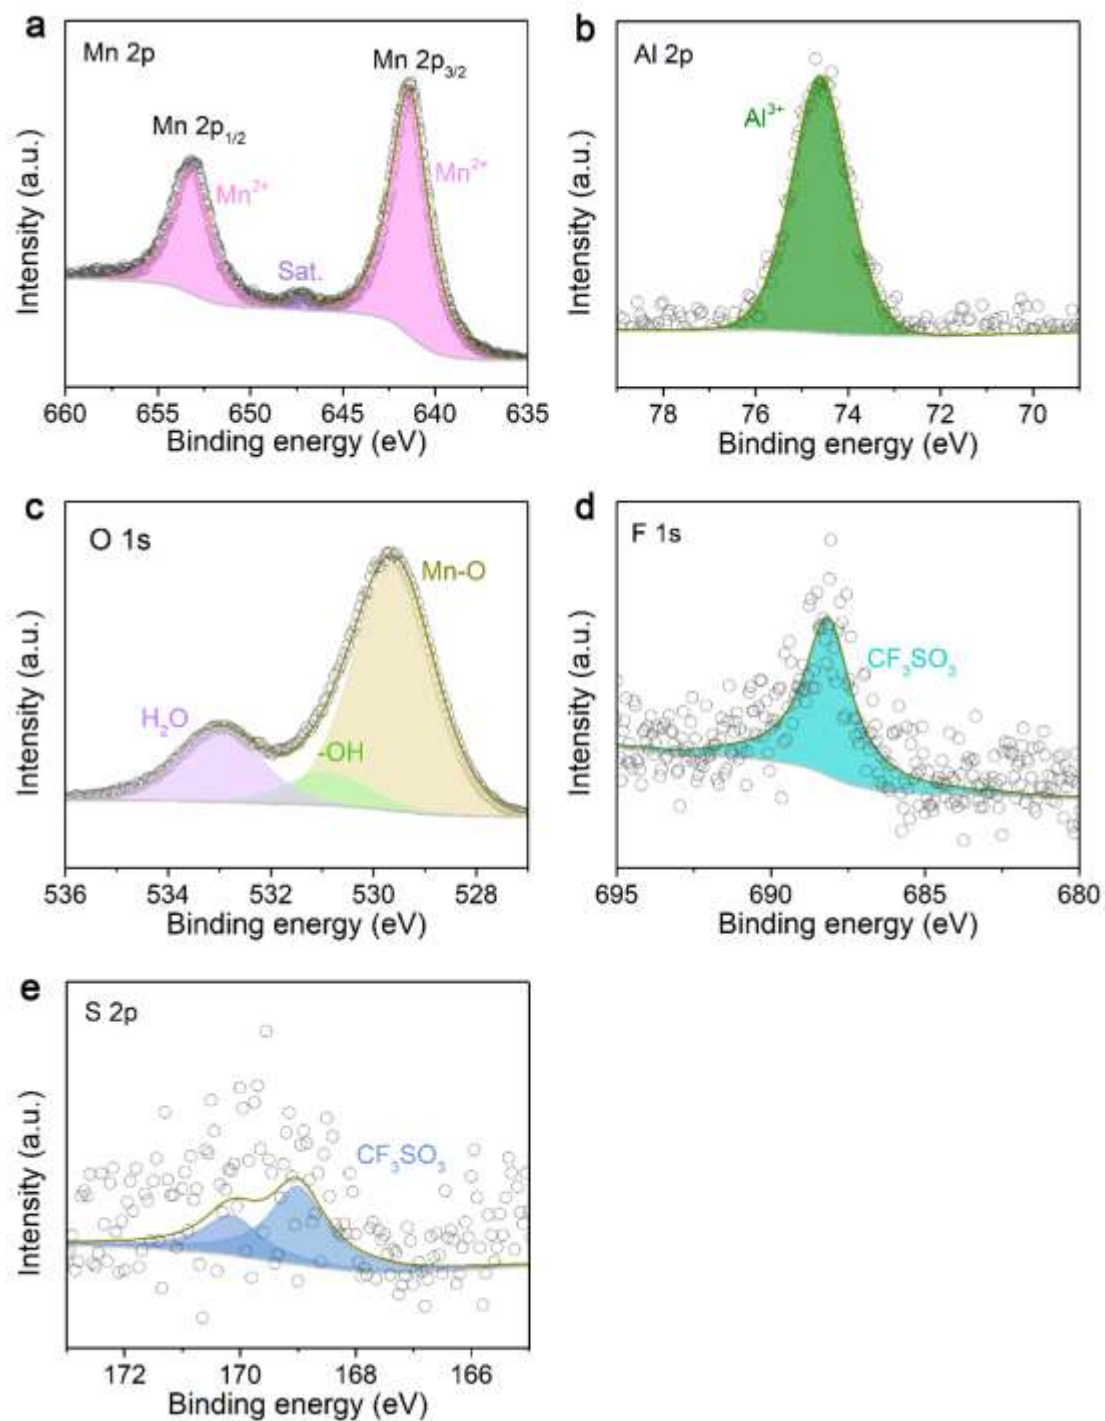 a
Mn 2p
Mn 2p3/2
Mn 2p1/2
Mn2+
Mn2+
Sat.
Intensity (a.u.)
660 655 650 645 640 635
Binding energy (eV)
b
Al 2p
Al3+
Intensity (a.u.)
78 76 74 72 70
Binding energy (eV)
c
O 1s
Mn-O
H2O
-OH
Intensity (a.u.)
536 534 532 530 528
Binding energy (eV)
d
F 1s
CF3SO3
Intensity (a.u.)
695 690 685 680
Binding energy (eV)
e
S 2p
CF3SO3
Intensity (a.u.)
172 170 168 166
Binding energy (eV)